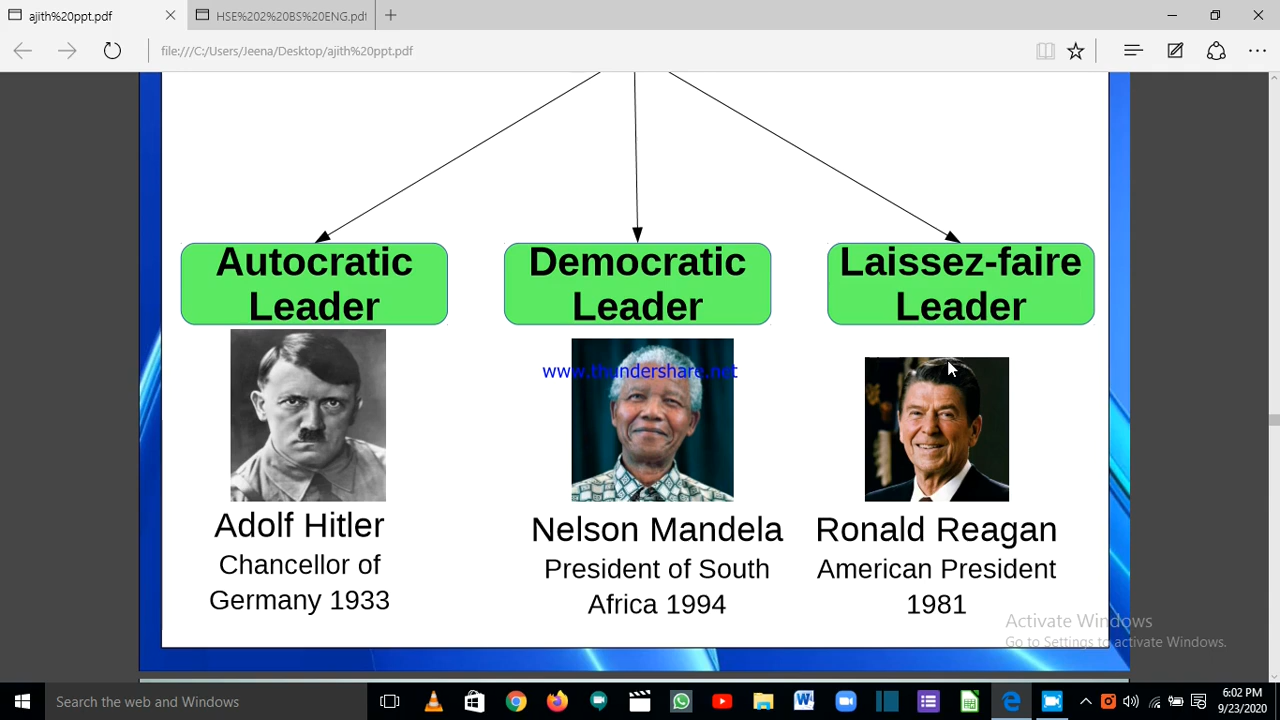 ajith%20ppt.pdf
HSE%202%20BS%20ENG.pdf
file:///C:/Users/Jeena/Desktop/ajith%20ppt.pdf
Autocratic
Leader
Democratic
Leader
Laissez-faire
Leader
www.thundershare.net
Adolf Hitler
Chancellor of
Germany 1933
Nelson Mandela
President of South
Africa 1994
Ronald Reagan
American President
1981
Activate Windows
Go to Settings to activate Windows.
Search the web and Windows
6:02 PM
9/23/2020